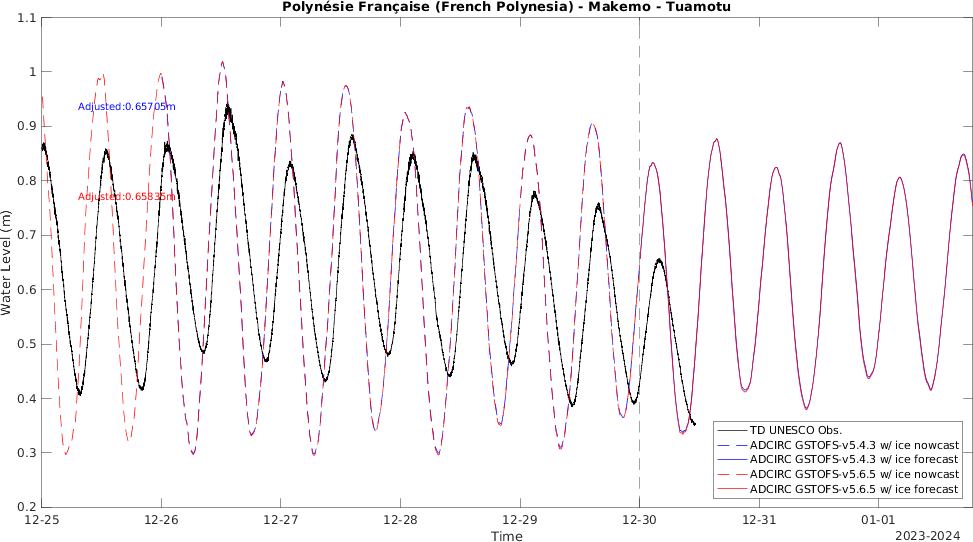 Polynésie Française (French Polynesia) - Makemo - Tuamotu
1.1
1
0.9
0.8
0.7
0.6
0.5
0.4
0.3
0.2
Water Level (m)
Adjusted:0.65705m
Adjusted:0.65835m
TD UNESCO Obs.
ADCIRC GSTOFS-v5.4.3 w/ ice nowcast
ADCIRC GSTOFS-v5.4.3 w/ ice forecast
ADCIRC GSTOFS-v5.6.5 w/ ice nowcast
ADCIRC GSTOFS-v5.6.5 w/ ice forecast
12-25 12-26 12-27 12-28 12-29 12-30 12-31 01-01
Time
2023-2024